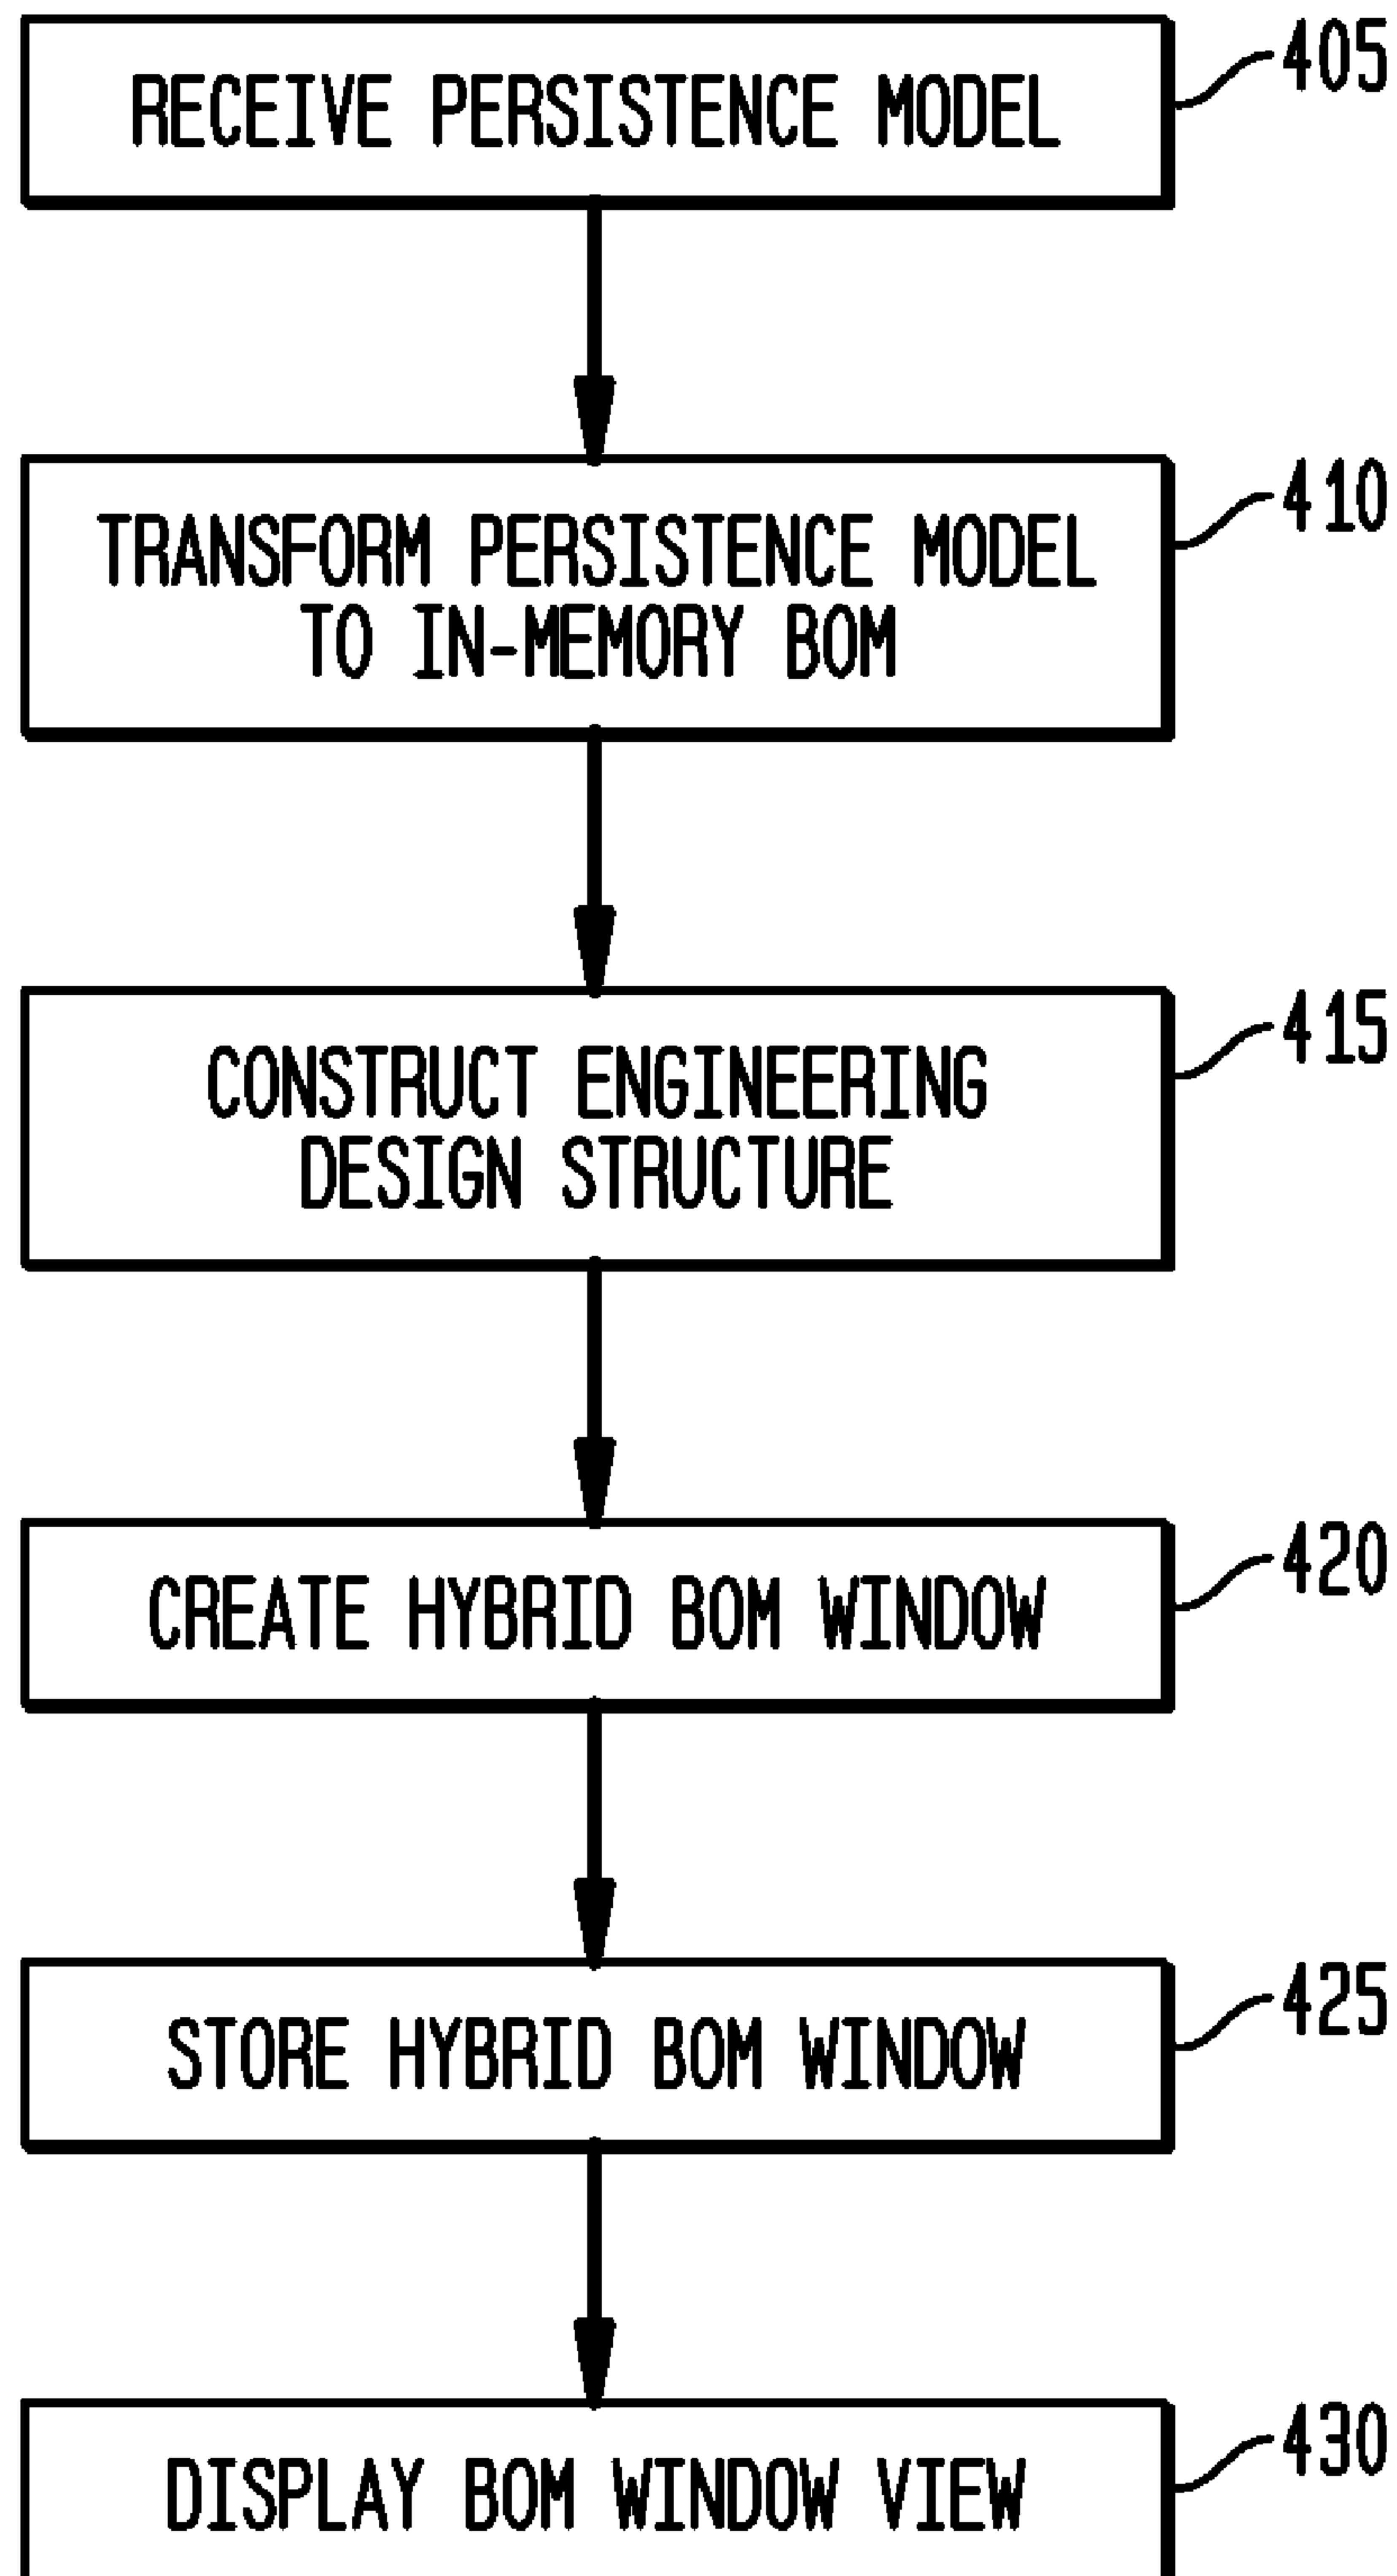 RECEIVE PERSISTENCE MODEL
405
TRANSFORM PERSISTENCE MODEL
TO IN-MEMORY BOM
410
CONSTRUCT ENGINEERING
DESIGN STRUCTURE
415
CREATE HYBRID BOM WINDOW
420
STORE HYBRID BOM WINDOW
425
DISPLAY BOM WINDOW VIEW
430